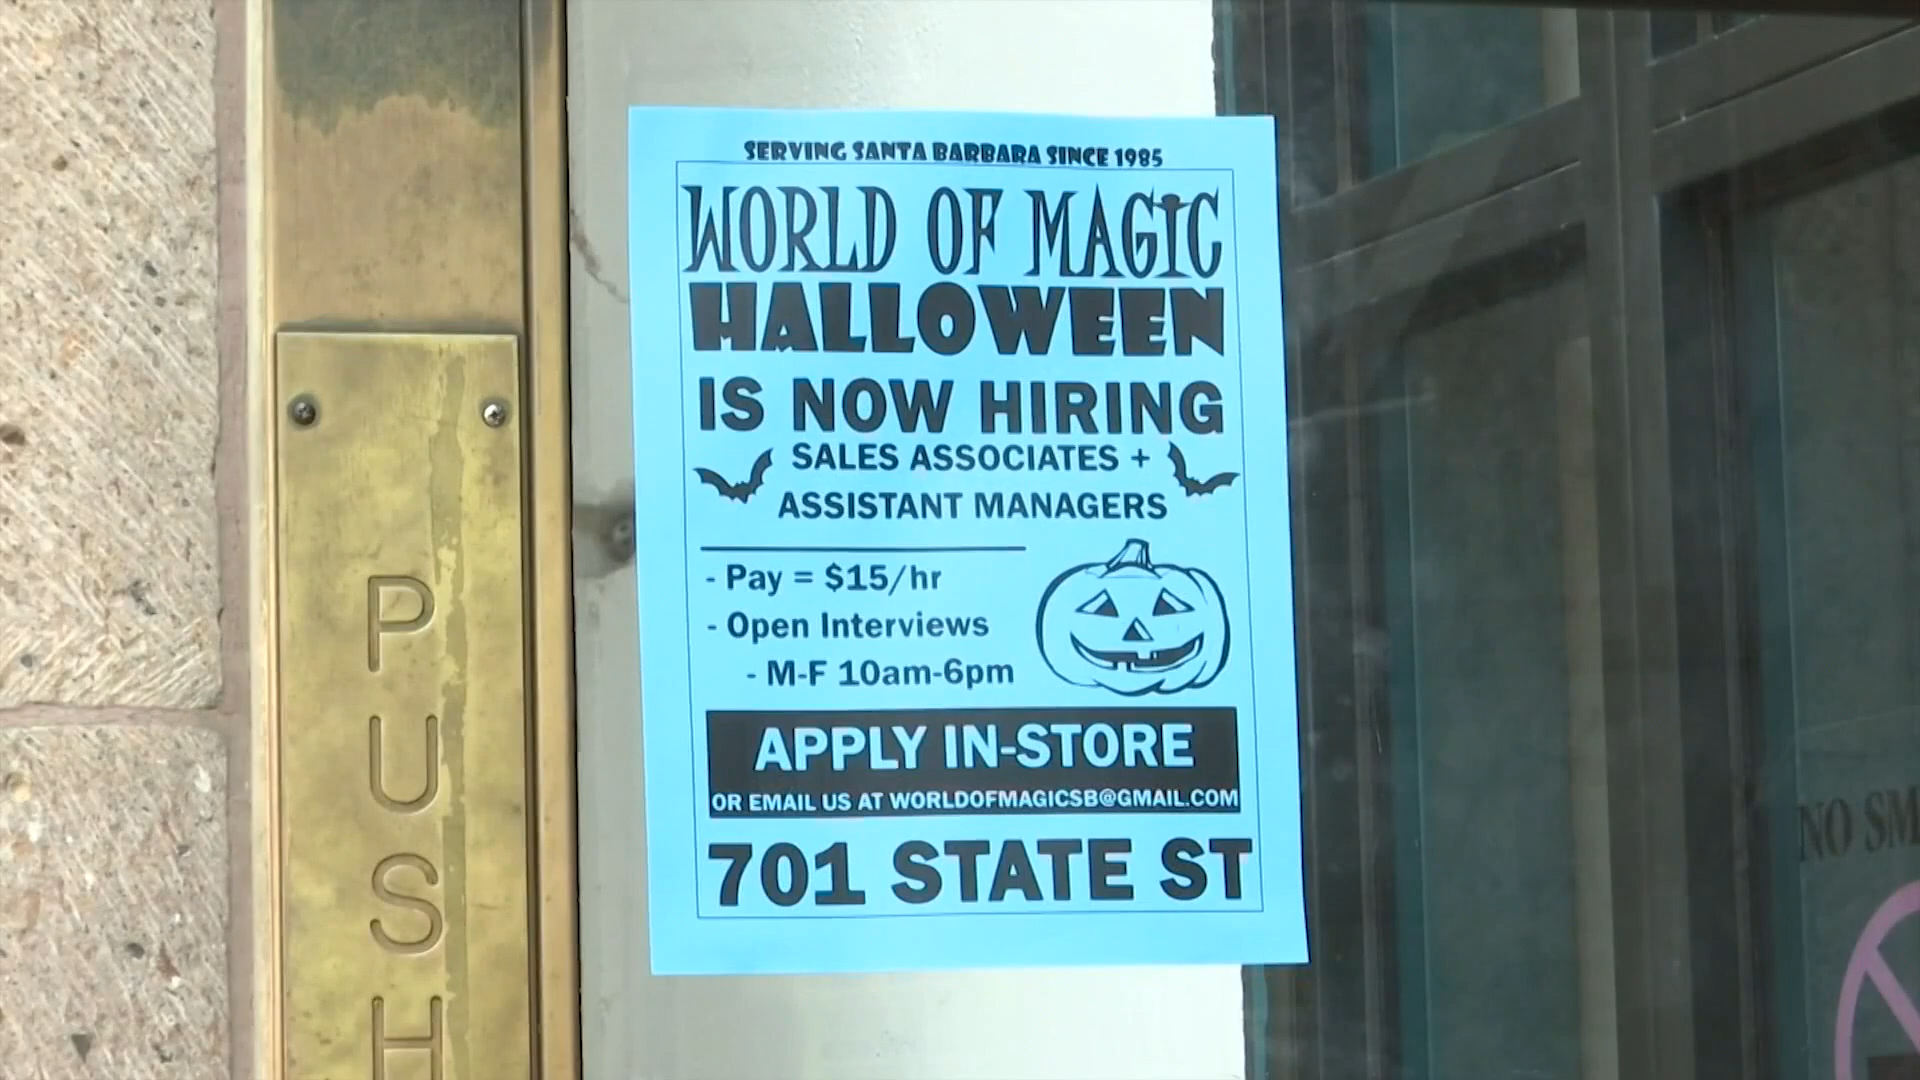 PUSH
SERVING SANTA BARBARA SINCE 1985
WORLD OF MAGIC
HALLOWEEN
IS NOW HIRING
SALES ASSOCIATES +
ASSISTANT MANAGERS
- Pay = $15/hr
- Open Interviews
- M-F 10am-6pm
APPLY IN-STORE
OR EMAIL US AT WORLDOFMAGICSB@GMAIL.COM
701 STATE ST
NO